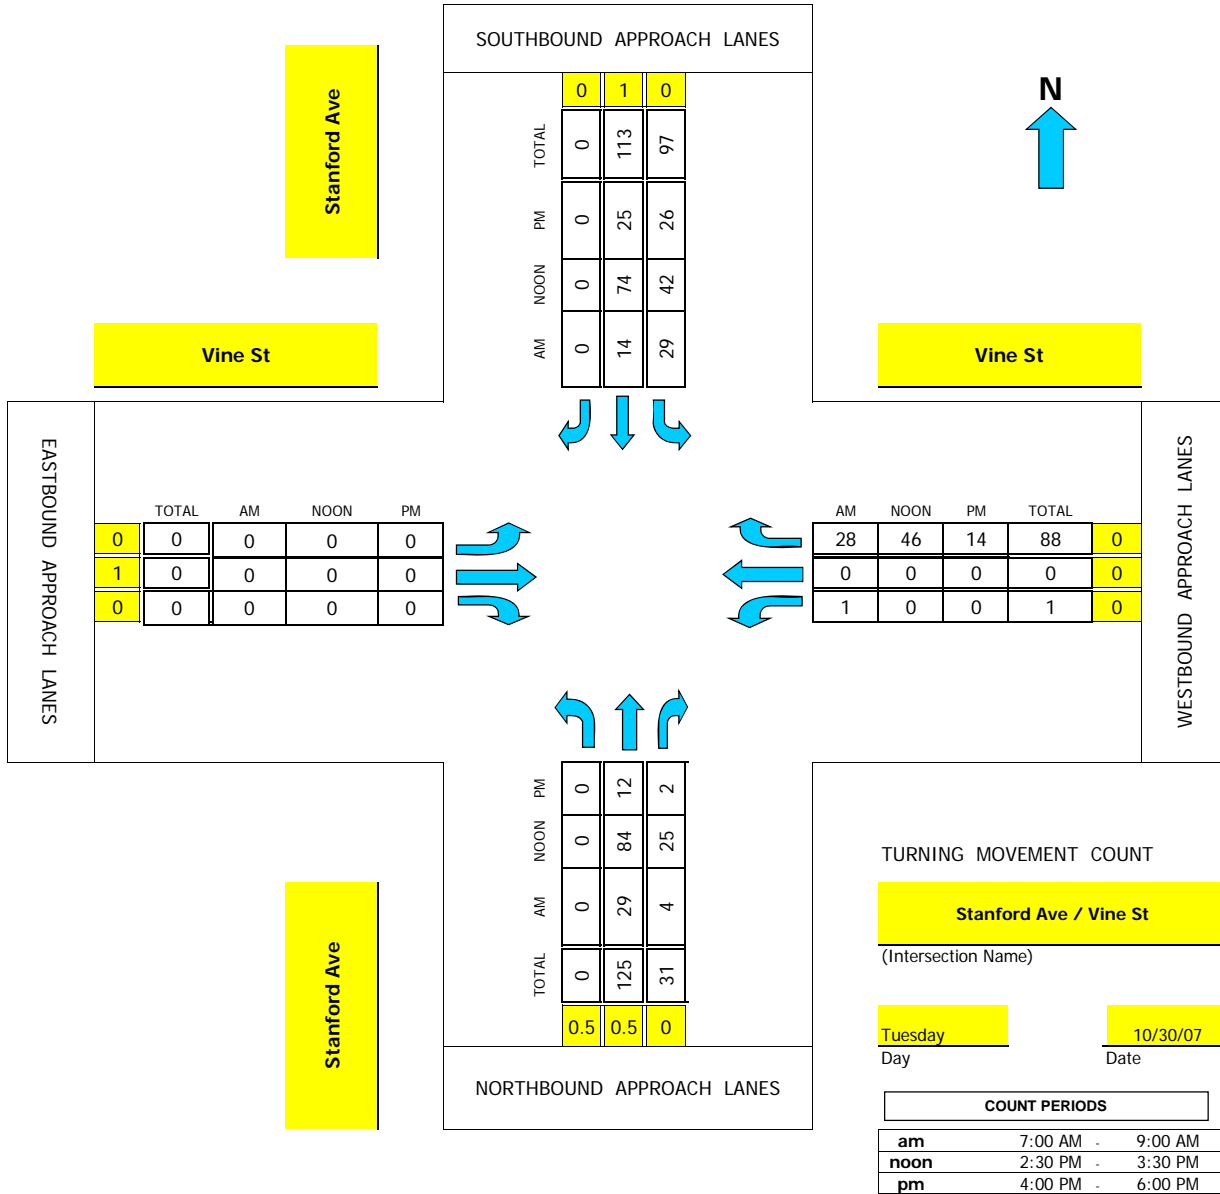 SOUTHBOUND APPROACH LANES
0 1 0
TOTAL 0 113 97
PM 0 25 26
NOON 0 74 42
AM 0 14 29
N
Stanford Ave
Vine St
Vine St
EASTBOUND APPROACH LANES
TOTAL AM NOON PM
0 0 0 0 0
1 0 0 0 0
0 0 0 0 0
AM NOON PM TOTAL
28 46 14 88 0
0 0 0 0 0
1 0 0 1 0
WESTBOUND APPROACH LANES
PM 0 12 2
NOON 0 84 25
AM 0 29 4
TOTAL 0 125 31
0.5 0.5 0
NORTHBOUND APPROACH LANES
Stanford Ave
TURNING MOVEMENT COUNT
Stanford Ave / Vine St
(Intersection Name)
Tuesday 10/30/07
Day Date
COUNT PERIODS
am 7:00 AM - 9:00 AM
noon 2:30 PM - 3:30 PM
pm 4:00 PM - 6:00 PM